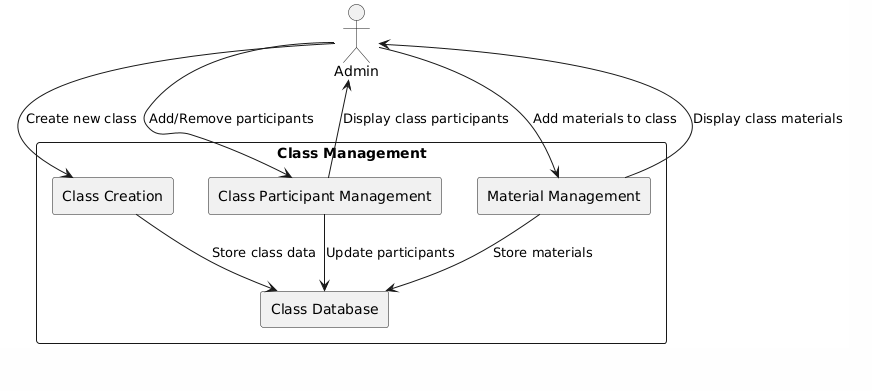 Admin
Create new class
Add/Remove participants
Display class participants
Add materials to class
Display class materials
Class Management
Class Creation
Class Participant Management
Material Management
Store class data
Update participants
Store materials
Class Database